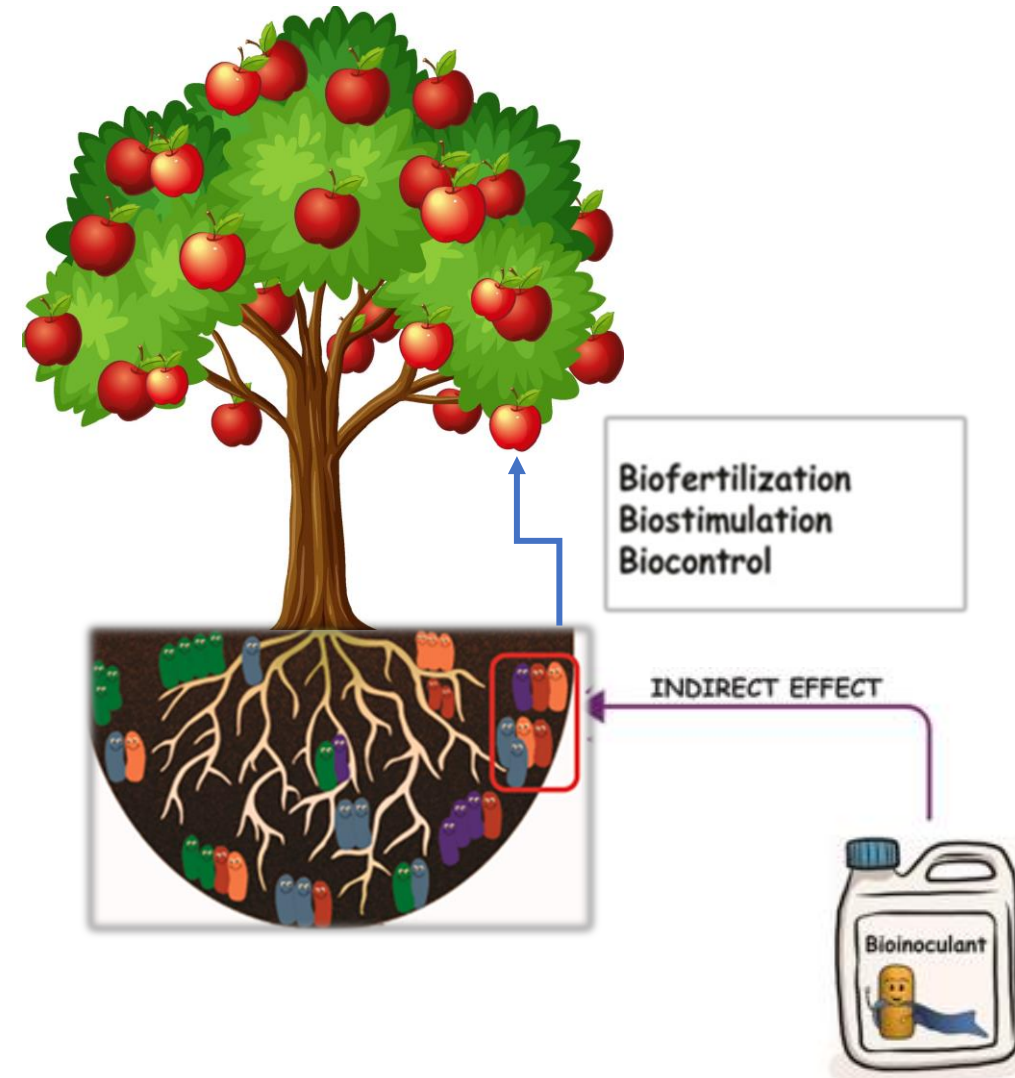 Biofertilization
Biostimulation
Biocontrol
INDIRECT EFFECT
Bioinoculant